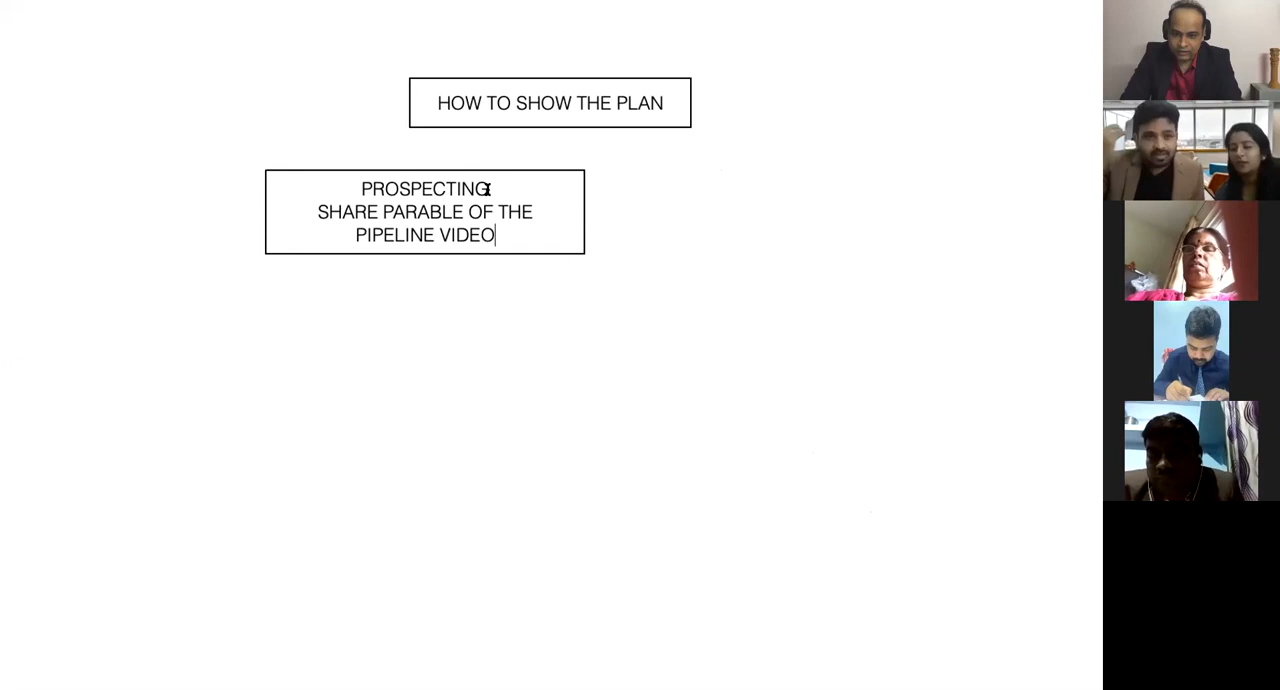 HOW TO SHOW THE PLAN
PROSPECTING
SHARE PARABLE OF THE
PIPELINE VIDEO